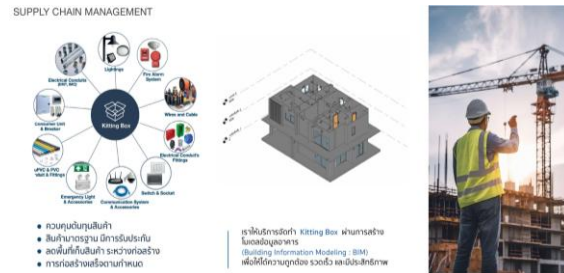 SUPPLY CHAIN MANAGEMENT
Lightings
Electrical Conduits
(EMT, IMC)
Fire Alarm
System
Wires and Cable
Consumer Unit
& Breaker
Kitting Box
Electrical Conduit's
Fittings
uPVC & PVC
Duct & Fittings
Switch & Socket
Emergency Light
& Accessories
Communication System
& Accessories
• ควบคุมต้นทุนสินค้า
• สินค้ามาตรฐาน มีการรับประกัน
• ลดพื้นที่เก็บสินค้า ระหว่างก่อสร้าง
• การก่อสร้างเสร็จตามกำหนด
เราให้บริการจัดทำ Kitting Box ผ่านการสร้าง
โมเดลข้อมูลอาคาร
(Building Information Modeling : BIM)
เพื่อให้ได้ความถูกต้อง รวดเร็ว และมีประสิทธิภาพ